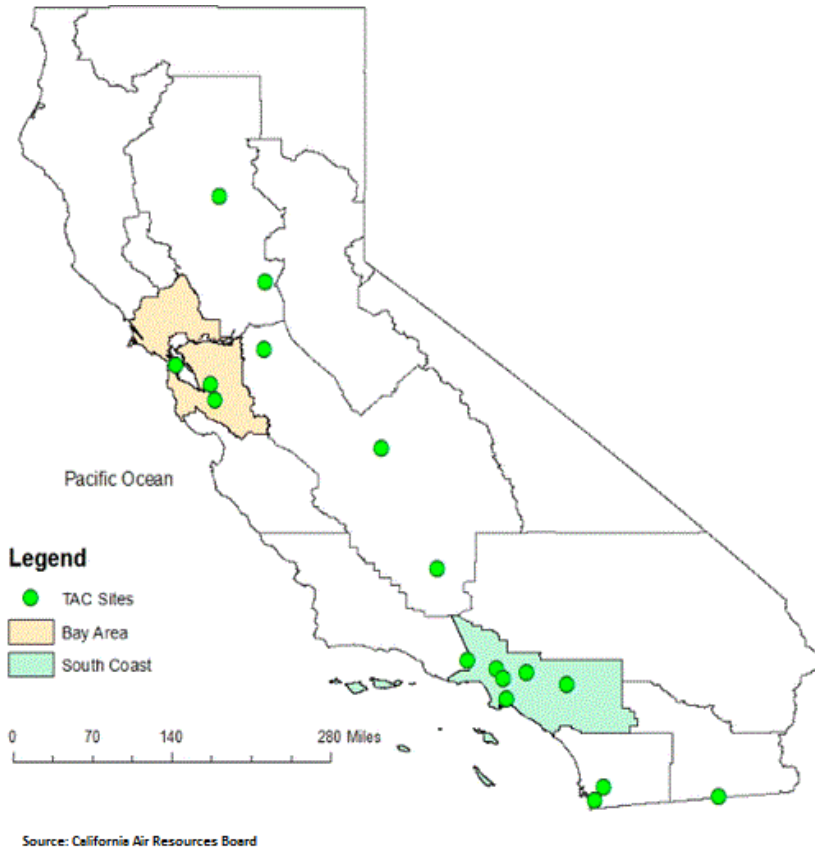 Pacific Ocean
Legend
TAC Sites
Bay Area
South Coast
0 70 140 280 Miles
Source: California Air Resources Board